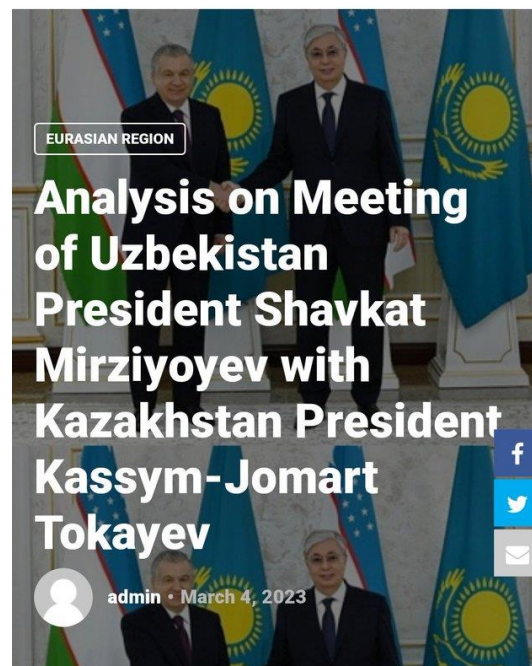 EURASIAN REGION
Analysis on Meeting
of Uzbekistan
President Shavkat
Mirziyoyev with
Kazakhstan President
Kassym-Jomart
Tokayev
admin • March 4, 2023